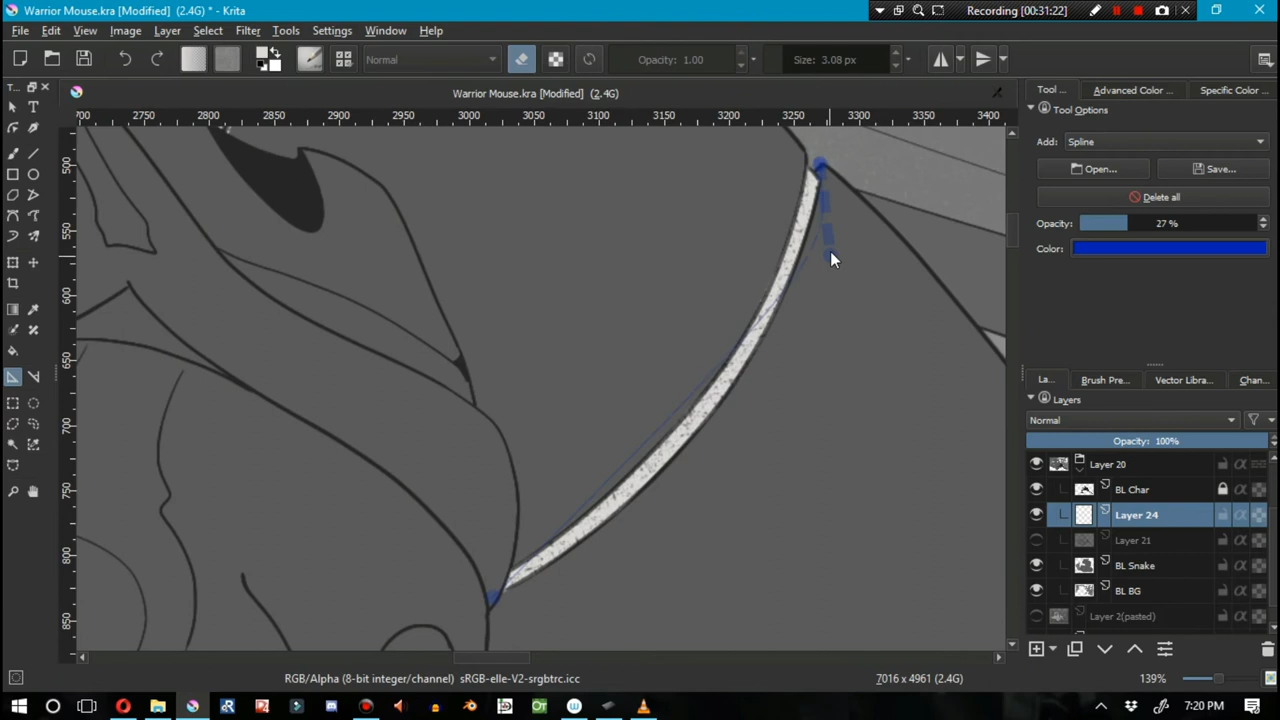 Warrior Mouse.kra [Modified] (2.4G) * - Krita
Recording [00:31:22]
File Edit View Image Layer Select Filter Tools Settings Window Help
Normal
Opacity: 1.00
Size: 3.08 px
T...
Warrior Mouse.kra [Modified] (2.4G)
Tool ...
Advanced Color ...
Specific Color ...
00 2750 2800 2850 2900 2950 3000 3050 3100 3150 3200 3250 3300 3350 3400
500
550
600
650
700
750
800
850
Tool Options
Add: Spline
Open...
Save...
Delete all
Opacity: 27 %
Color:
La...
Brush Pre...
Vector Libra...
Chan...
Layers
Normal
Opacity: 100%
Layer 20
BL Char
Layer 24
Layer 21
BL Snake
BL BG
Layer 2(pasted)
RGB/Alpha (8-bit integer/channel) sRGB-elle-V2-srgbtrc.icc
7016 x 4961 (2.4G)
139%
7:20 PM